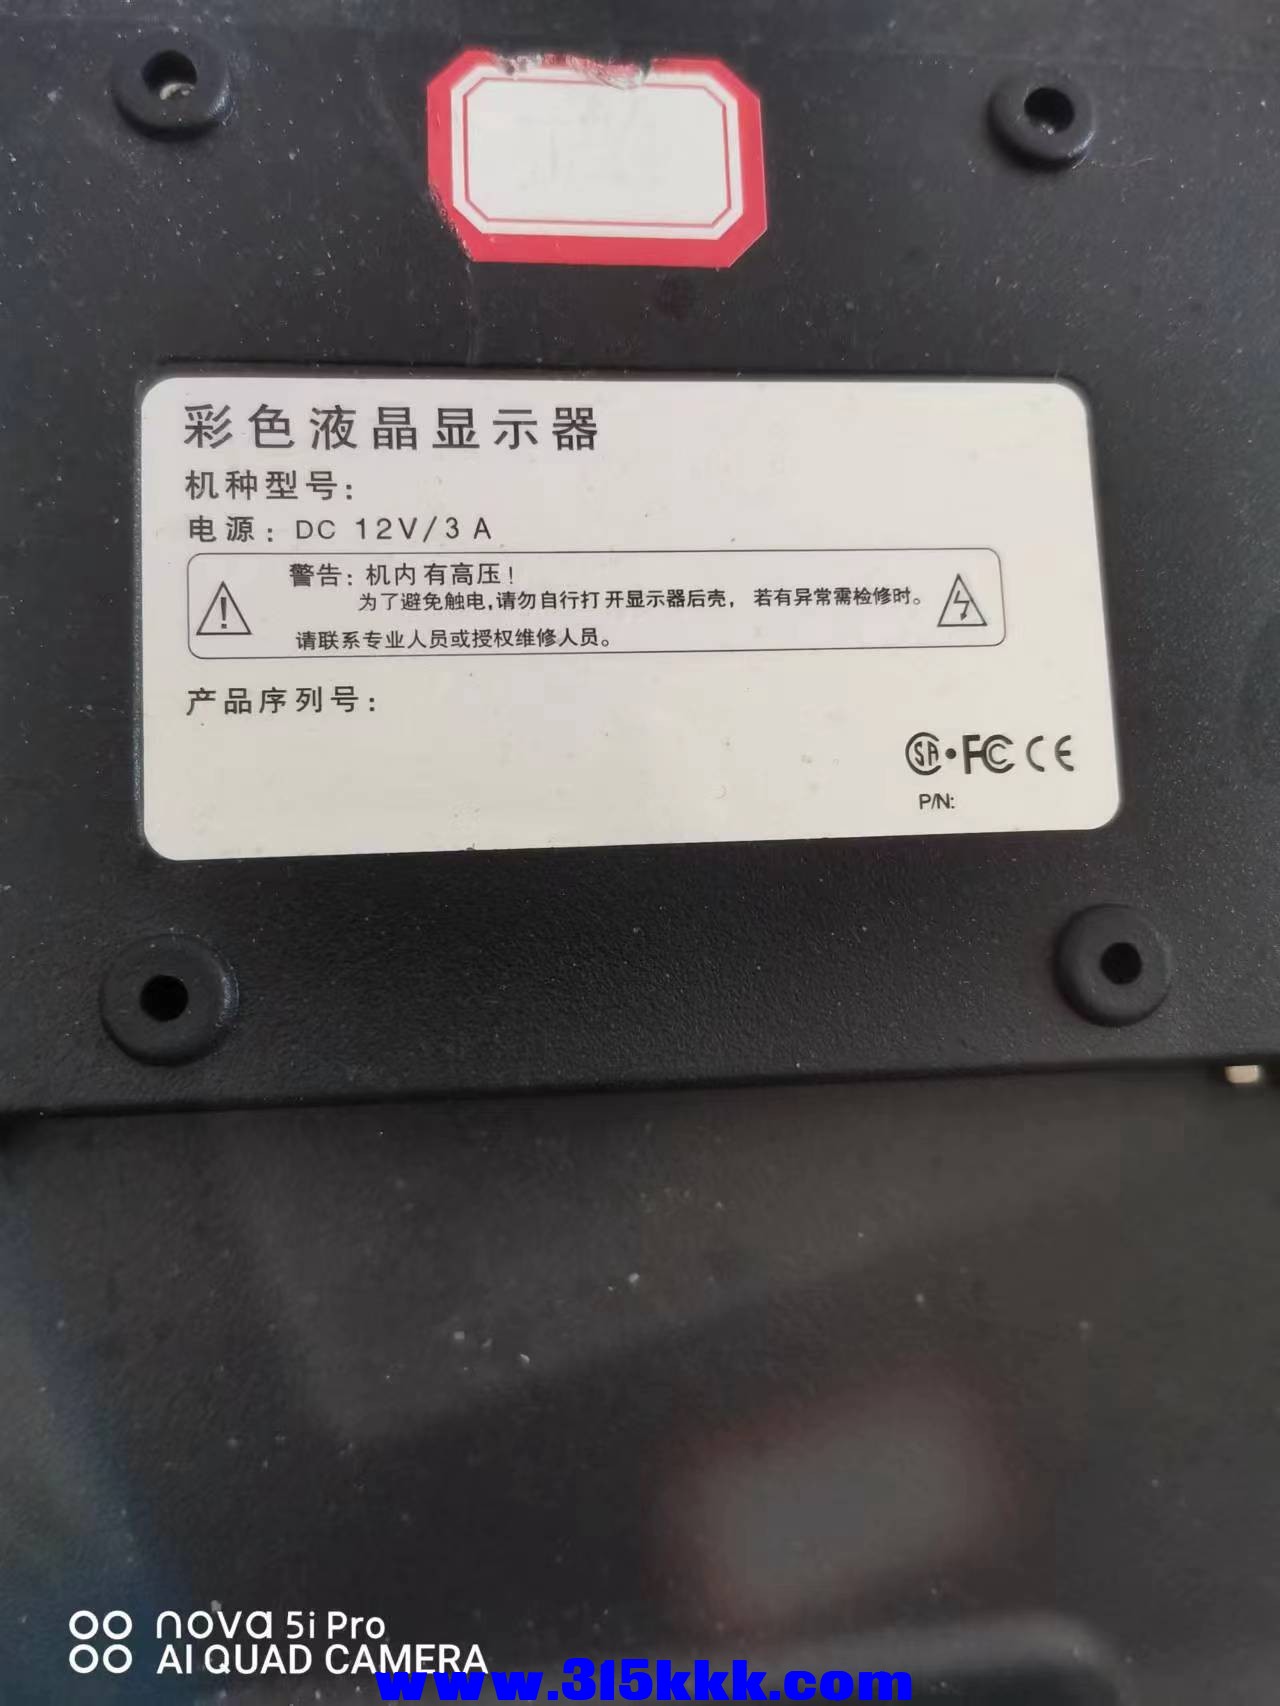 彩色液晶显示器
机种型号:
电源: DC 12V/3 A
警告: 机内有高压!
为了避免触电,请勿自行打开显示器后壳， 若有异常需检修时。
请联系专业人员或授权维修人员。
产品序列号:
SA·FC CE
P/N:
nova 5i Pro
AI QUAD CAMERA
www.315kkk.com